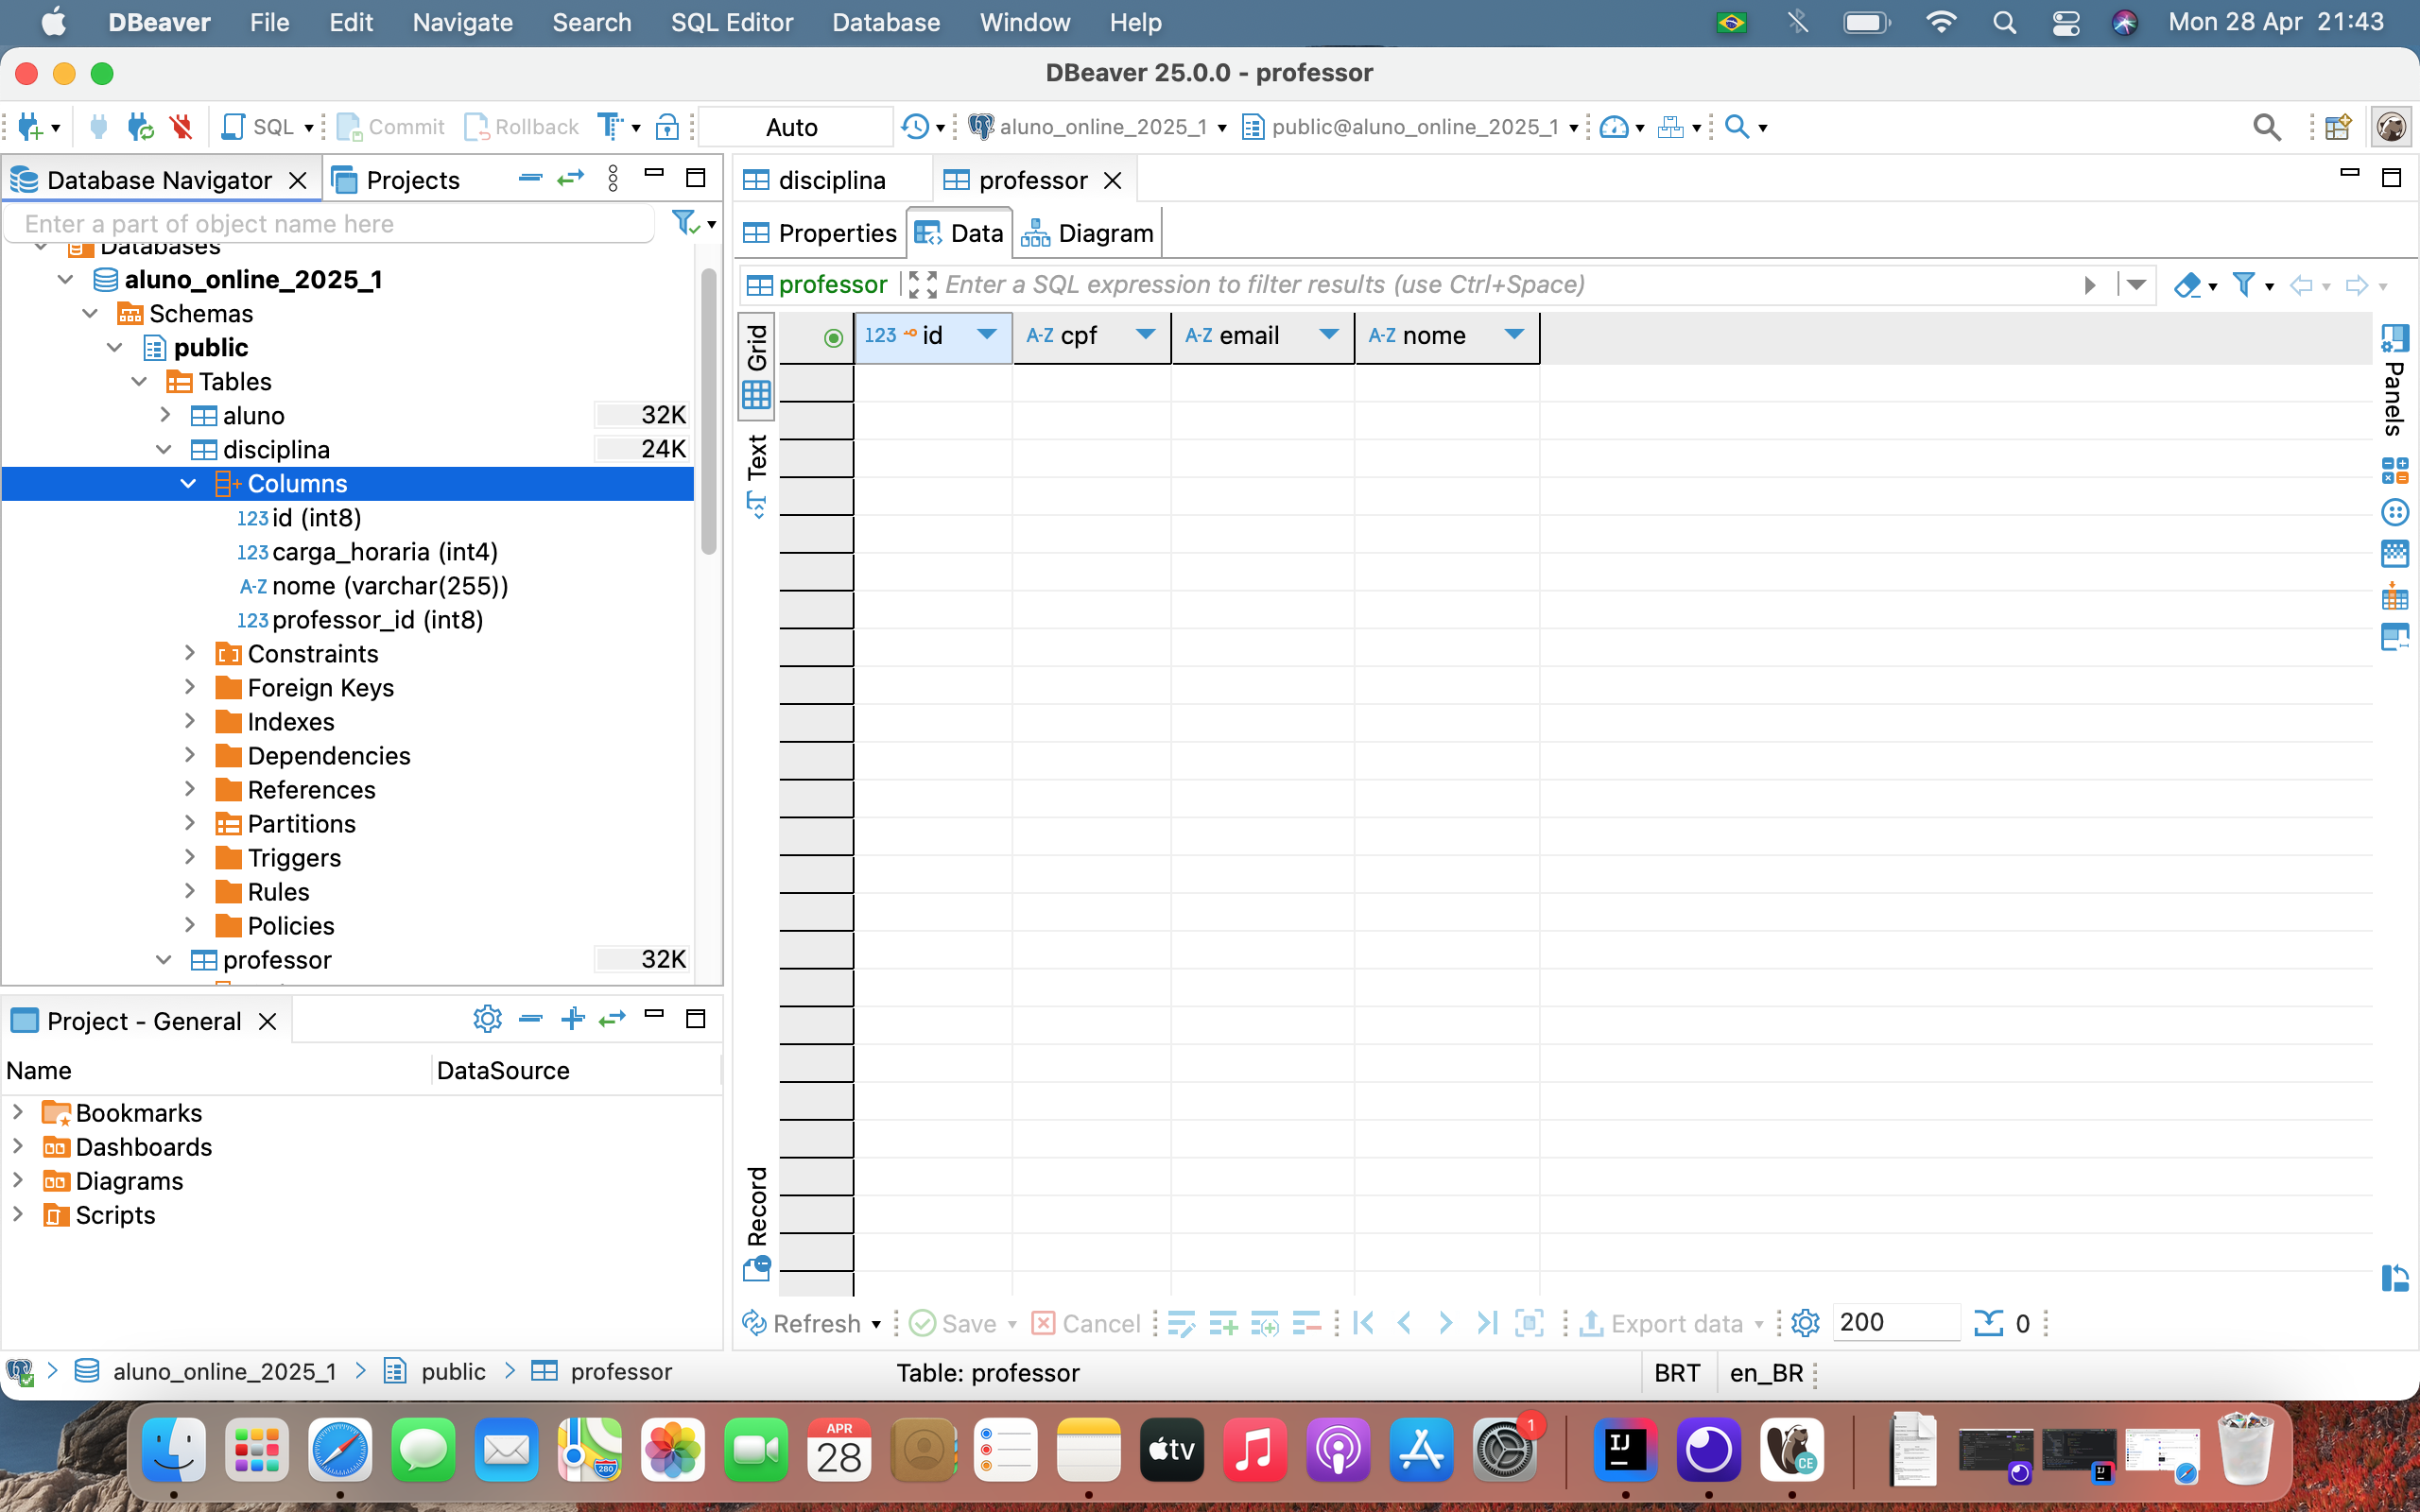 DBeaver File Edit Navigate Search SQL Editor Database Window Help Mon 28 Apr 21:43
DBeaver 25.0.0 - professor
SQL Commit Rollback Auto aluno_online_2025_1 public@aluno_online_2025_1
Database Navigator Projects
Enter a part of object name here
Databases
aluno_online_2025_1
Schemas
public
Tables
aluno 32K
disciplina 24K
Columns
123 id (int8)
123 carga_horaria (int4)
A-Z nome (varchar(255))
123 professor_id (int8)
Constraints
Foreign Keys
Indexes
Dependencies
References
Partitions
Triggers
Rules
Policies
professor 32K
Project - General
Name DataSource
Bookmarks
Dashboards
Diagrams
Scripts
disciplina professor
Properties Data Diagram
professor Enter a SQL expression to filter results (use Ctrl+Space)
123 id A-Z cpf A-Z email A-Z nome
Grid
Text
Record
Panels
Refresh Save Cancel Export data 200 0
aluno_online_2025_1 public professor Table: professor BRT en_BR
APR
28
280
tv
1
IJ
CE
IJ